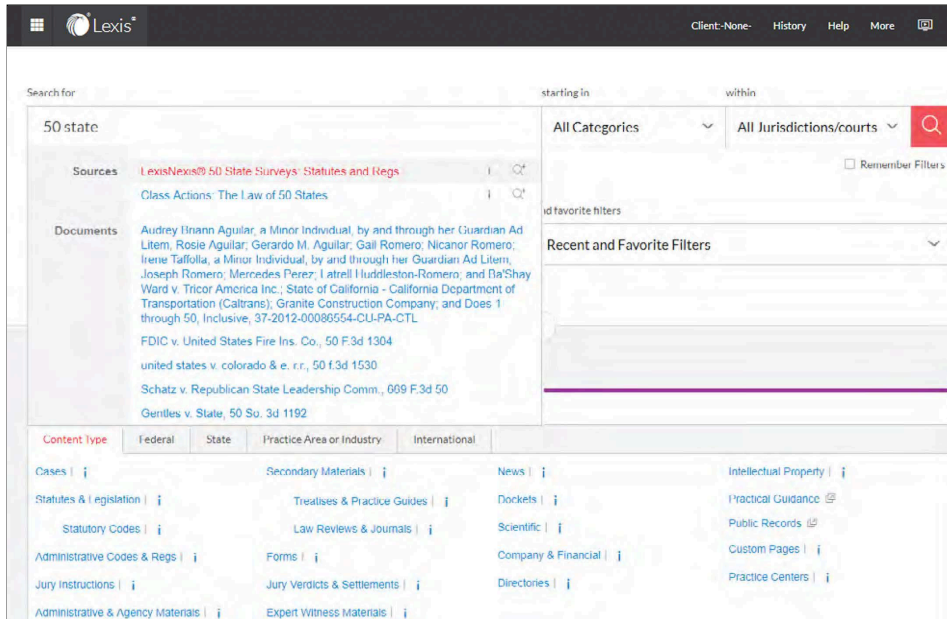 Lexis®
Client:-None-
History
Help
More
Search for
starting in
within
50 state
All Categories
All Jurisdictions/courts
Remember Filters
Sources
LexisNexis® 50 State Surveys: Statutes and Regs
Class Actions: The Law of 50 States
Documents
Audrey Briann Aguilar, a Minor Individual, by and through her Guardian Ad
Litem, Rosie Aguilar; Gerardo M. Aguilar; Gail Romero; Nicanor Romero;
Irene Taffolla, a Minor Individual, by and through her Guardian Ad Litem,
Joseph Romero; Mercedes Perez; Latrell Huddleston-Romero; and Ba'Shay
Ward v. Tricor America Inc.; State of California - California Department of
Transportation (Caltrans); Granite Construction Company; and Does 1
through 50, Inclusive, 37-2012-00086554-CU-PA-CTL
FDIC v. United States Fire Ins. Co., 50 F.3d 1304
united states v. colorado & e. r.r., 50 f.3d 1530
Schatz v. Republican State Leadership Comm., 669 F.3d 50
Gentles v. State, 50 So. 3d 1192
nd favorite filters
Recent and Favorite Filters
Content Type
Federal
State
Practice Area or Industry
International
Cases | i
Statutes & Legislation | i
Statutory Codes | i
Administrative Codes & Regs | i
Jury Instructions | i
Administrative & Agency Materials | i
Secondary Materials | i
Treatises & Practice Guides | i
Law Reviews & Journals | i
Forms | i
Jury Verdicts & Settlements | i
Expert Witness Materials | i
News | i
Dockets | i
Scientific | i
Company & Financial | i
Directories | i
Intellectual Property | i
Practical Guidance
Public Records
Custom Pages | i
Practice Centers | i